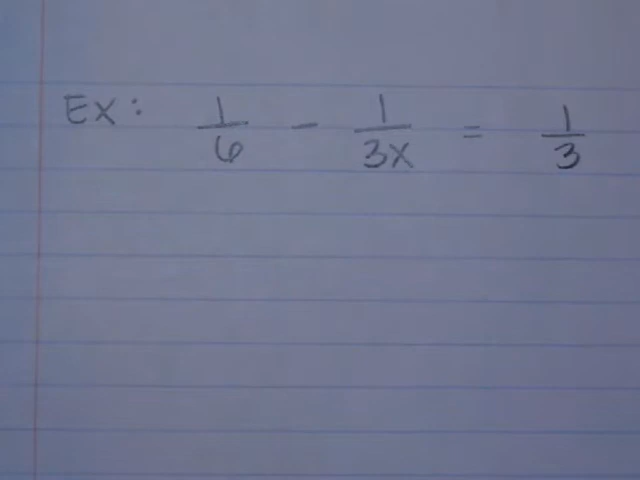 Ex: 1/6 - 1/3x = 1/3